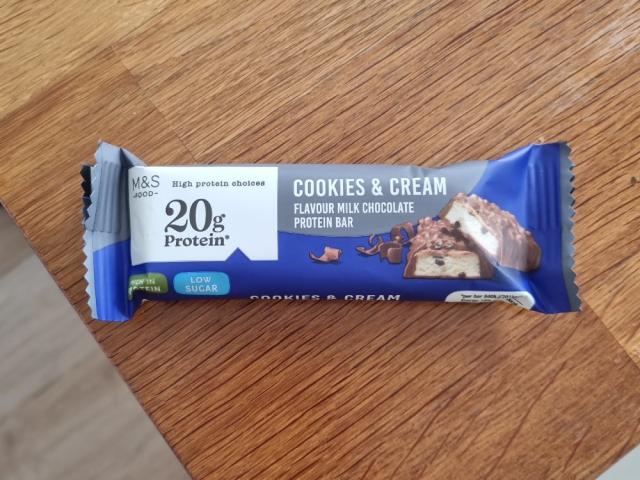 M&S
-FOOD-
High protein choices
20g
Protein*
COOKIES & CREAM
FLAVOUR MILK CHOCOLATE
PROTEIN BAR
LOW
SUGAR
COOKIES & CREAM